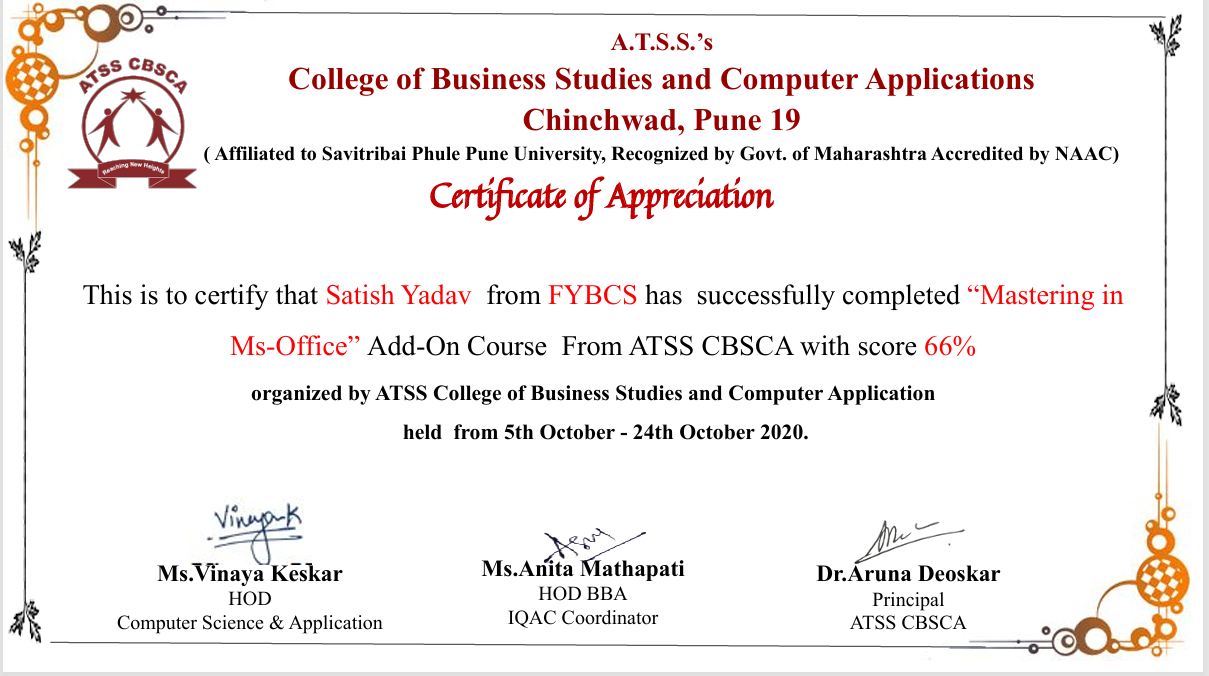 ATSS CBSCA
Reaching New Heights
A.T.S.S.'s
College of Business Studies and Computer Applications
Chinchwad, Pune 19
( Affiliated to Savitribai Phule Pune University, Recognized by Govt. of Maharashtra Accredited by NAAC)
Certificate of Appreciation
This is to certify that Satish Yadav from FYBCS has successfully completed “Mastering in
Ms-Office” Add-On Course From ATSS CBSCA with score 66%
organized by ATSS College of Business Studies and Computer Application
held from 5th October - 24th October 2020.
VinayaK
Ms.Vinaya Keskar
HOD
Computer Science & Application
Ms.Anita Mathapati
HOD BBA
IQAC Coordinator
Dr.Aruna Deoskar
Principal
ATSS CBSCA